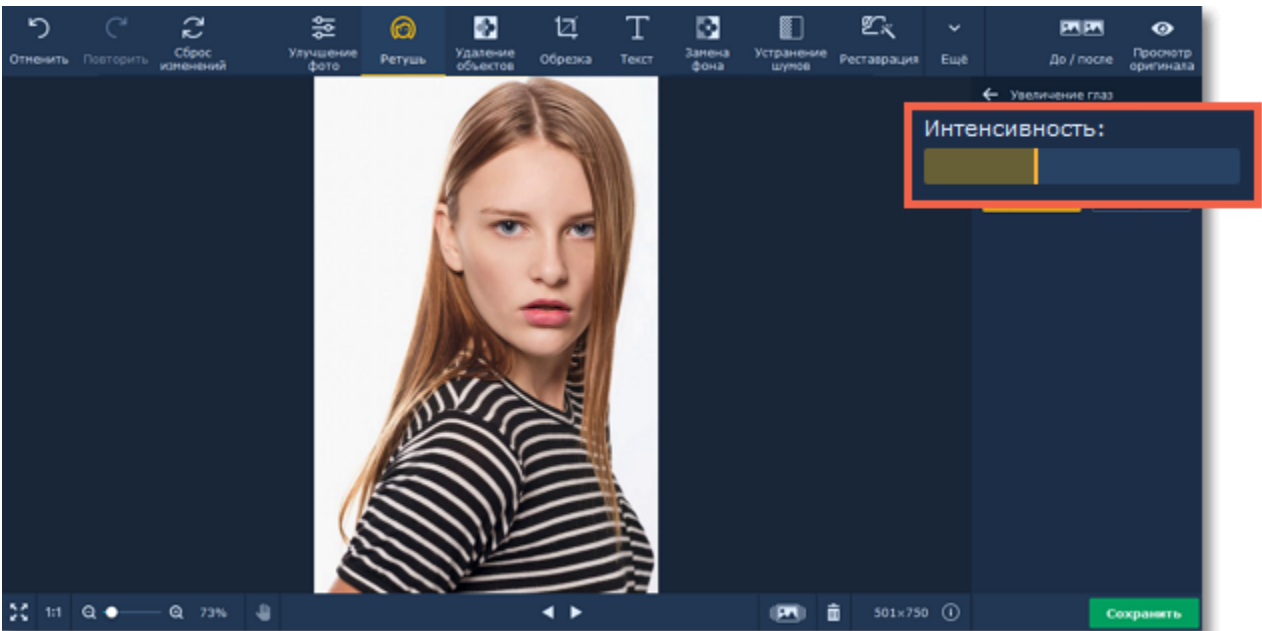 Отменить
Повторить
Сброс
изменений
Улучшение
фото
Ретушь
Удаление
объектов
Обрезка
Текст
Замена
фона
Устранение
шумов
Реставрация
Ещё
До / после
Просмотр
оригинала
Увеличение глаз
Интенсивность:
1:1
73%
501×750
Сохранить